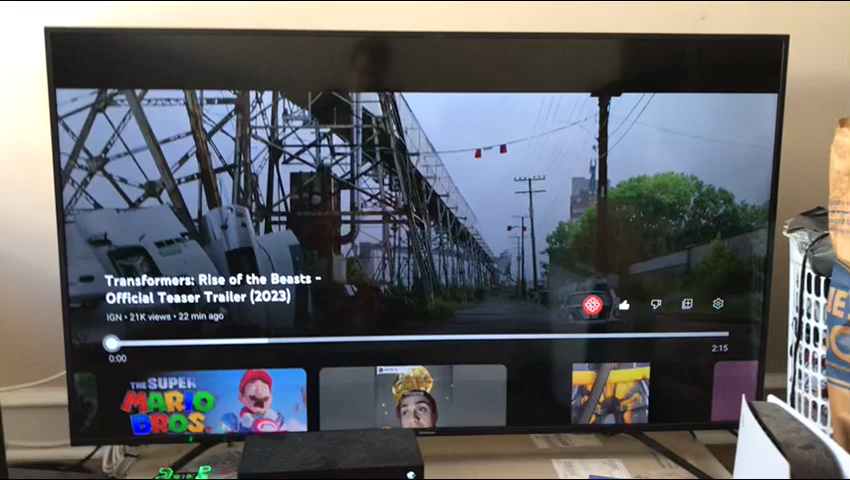 Transformers: Rise of the Beasts -
Official Teaser Trailer (2023)
IGN • 21K views • 22 min ago
0:00
2:15
THE SUPER
MARIO
BROS.